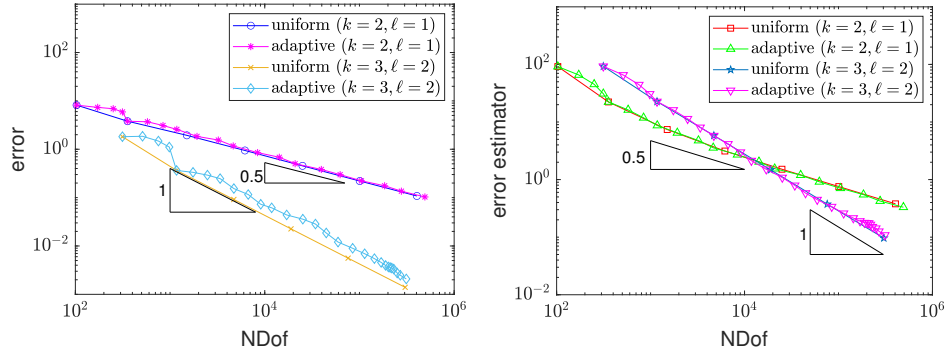 10^2
10^0
10^{-2}
error
uniform (k = 2, ℓ = 1)
adaptive (k = 2, ℓ = 1)
uniform (k = 3, ℓ = 2)
adaptive (k = 3, ℓ = 2)
0.5
1
10^2
10^4
10^6
NDof
10^4
10^2
10^0
10^{-2}
error estimator
uniform (k = 2, ℓ = 1)
adaptive (k = 2, ℓ = 1)
uniform (k = 3, ℓ = 2)
adaptive (k = 3, ℓ = 2)
0.5
1
10^2
10^4
10^6
NDof